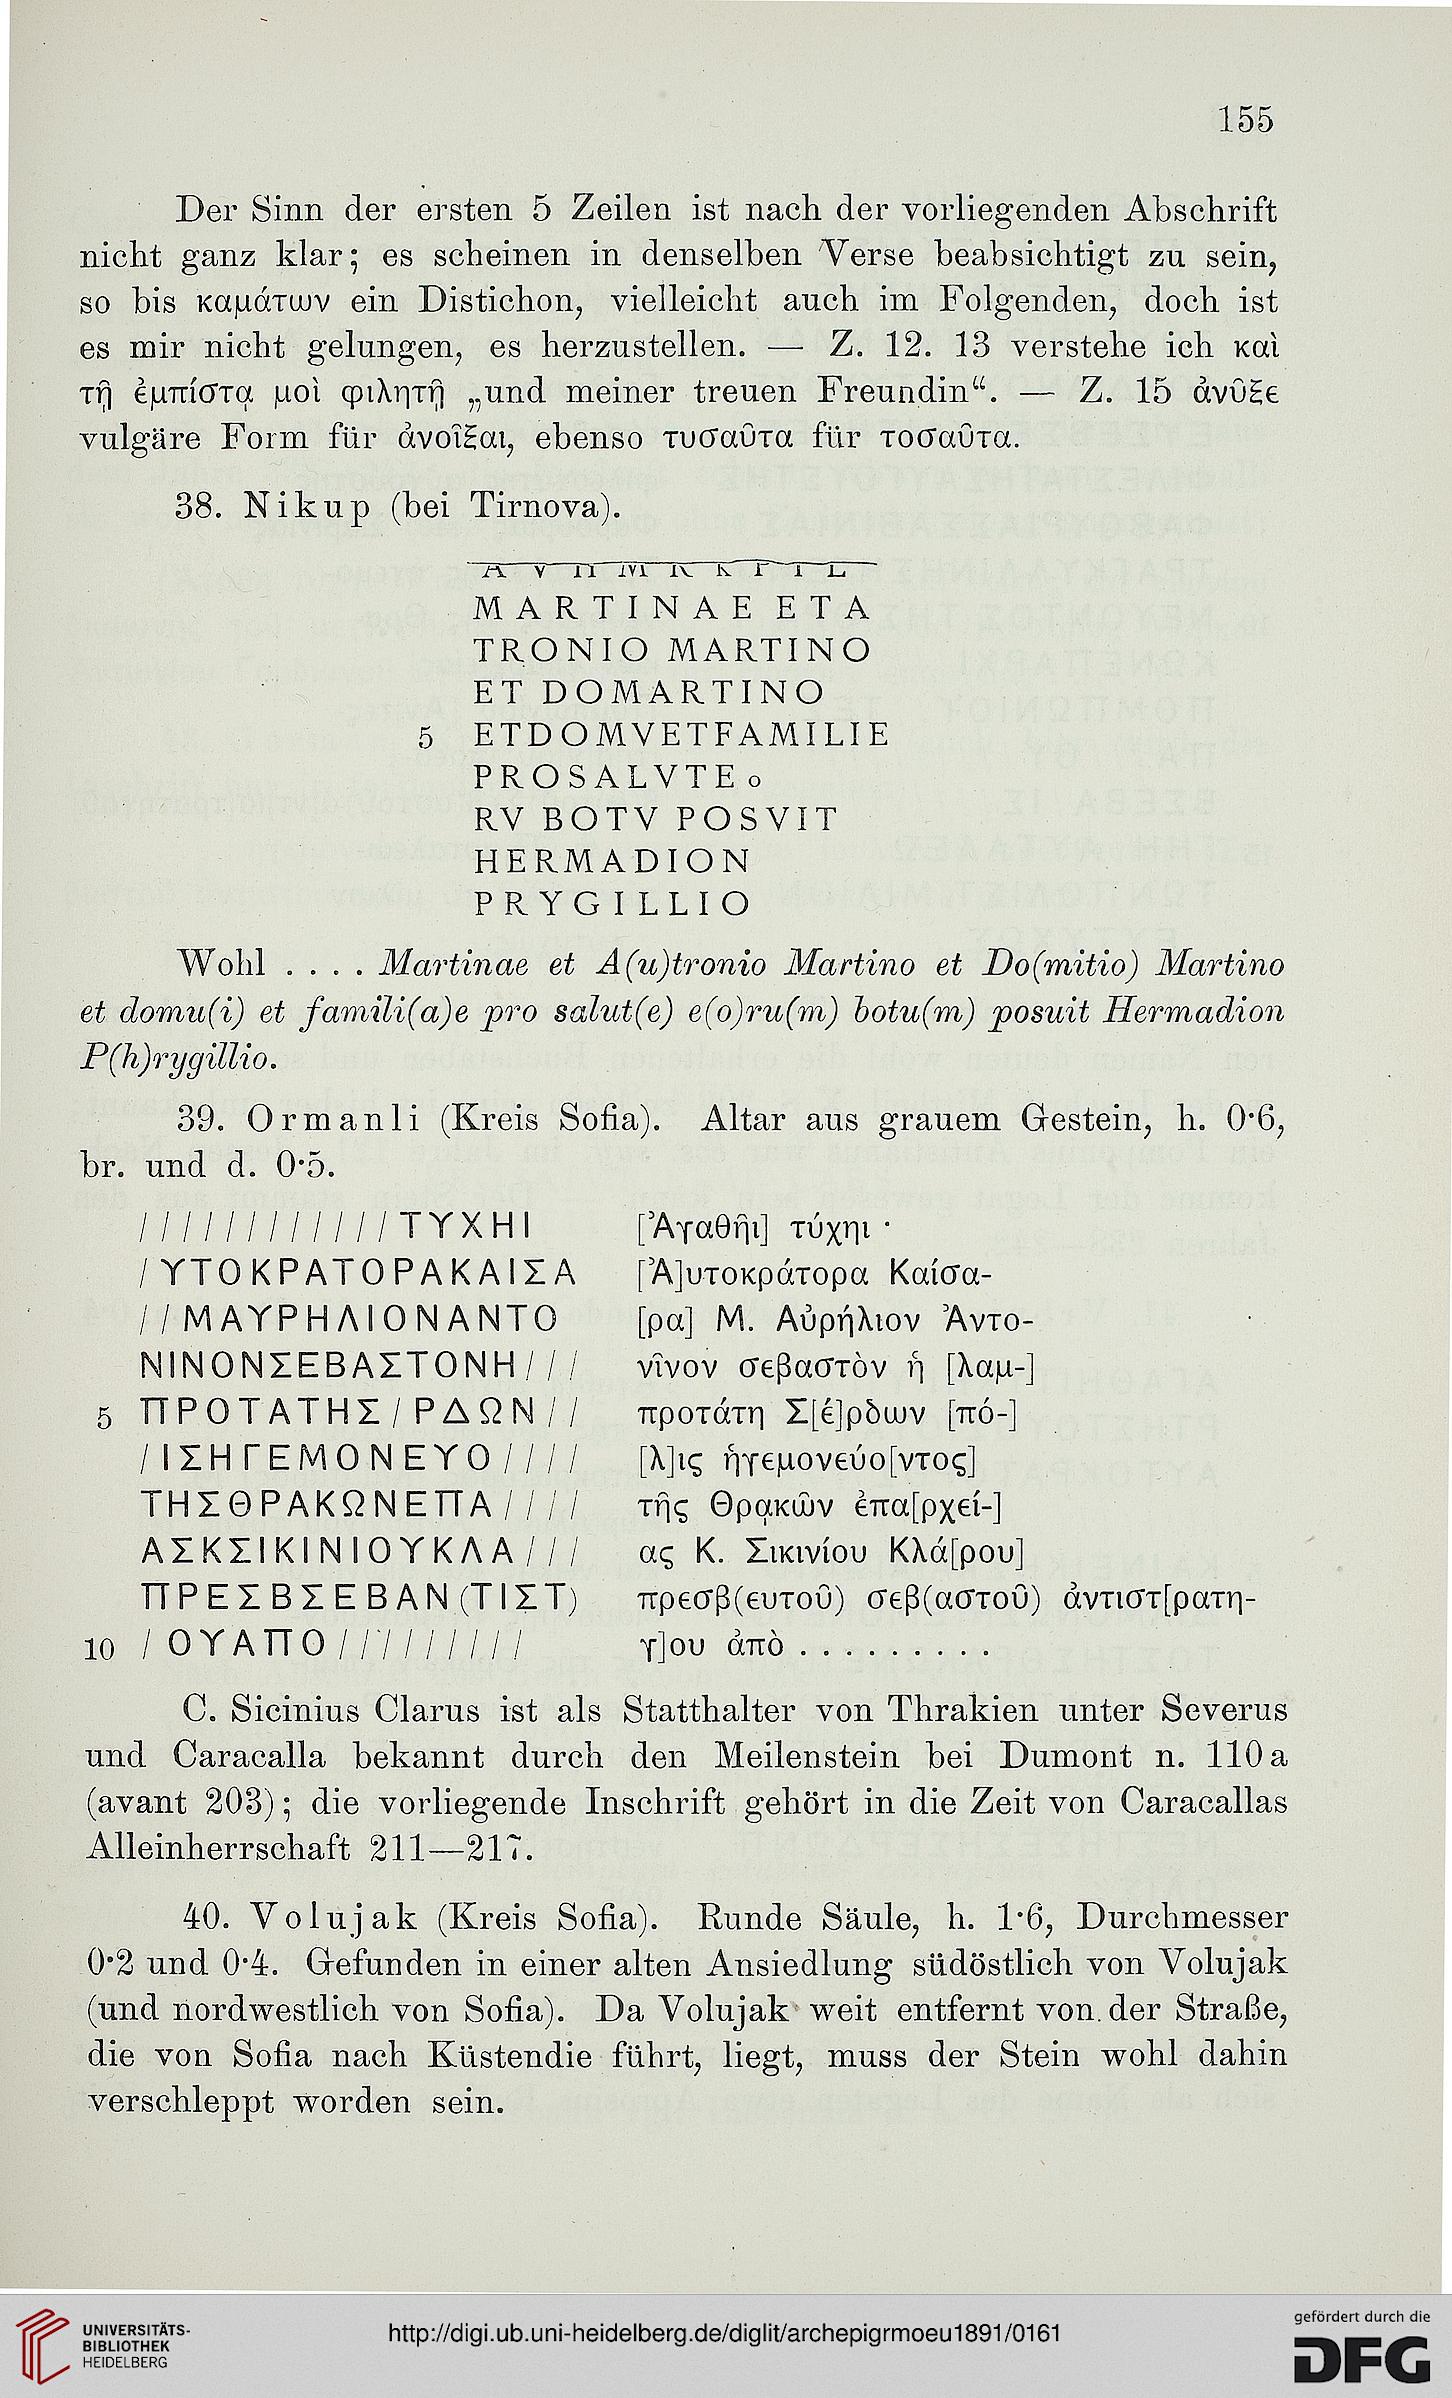 155
Der Sinn der ersten 5 Zeilen ist nach der vorliegenden Abschrift
nicht ganz klar; es scheinen in denselben Verse beabsichtigt zu sein,
so bis καμάτων ein Distichon, vielleicht auch im Folgenden, doch ist
es mir nicht gelungen, es herzustellen. — Z. 12. 13 verstehe ich καὶ
τῇ ἐμπίστᾳ μοὶ φιλητῇ „und meiner treuen Freundin“. — Z. 15 ἀνῦξε
vulgäre Form für ἀνοῖξαι, ebenso τυσαῦτα für τοσαῦτα.
38. Nikup (bei Tirnova).
MARTINAE ETA
TRONIO MARTINO
ET DOMARTINO
5 ETDOMVETFAMILIE
PROSALVTE o
RV BOTV POSVIT
HERMADION
PRYGILLIO
Wohl . . . . Martinae et A(u)tronio Martino et Do(mitio) Martino
et domu(i) et famili(a)e pro salut(e) e(o)ru(m) botu(m) posuit Hermadion
P(h)rygillio.
39. Ormanli (Kreis Sofia). Altar aus grauem Gestein, h. 0·6,
br. und d. 0·5.
////////////ΤΥΧΗΙ [Ἀγαθῆι] τύχηι ·
/ΥΤΟΚΡΑΤΟΡΑΚΑΙΣΑ [Ἀ]υτοκράτορα Καίσα-
//ΜΑΥΡΗΛΙΟΝΑΝΤΟ [ρα] Μ. Αὐρήλιον Ἀντο-
ΝΙΝΟΝΣΕΒΑΣΤΟΝΗ/// νῖνον σεβαστὸν ἡ [λαμ-]
5 ΠΡΟΤΑΤΗΣ/ΡΔΩΝ// προτάτη Σ[έ]ρδων [πό-]
/ΙΣΗΓΕΜΟΝΕΥΟ//// [λ]ις ἡγεμονεύο[ντος]
ΤΗΣΘΡΑΚΩΝΕΠΑ//// τῆς Θρᾳκῶν ἐπα[ρχεί-]
ΑΣΚΣΙΚΙΝΙΟΥΚΛΑ/// ας Κ. Σικινίου Κλά[ρου]
ΠΡΕΣΒΣΕΒΑΝ(ΤΙΣΤ) πρεσβ(ευτοῦ) σεβ(αστοῦ) ἀντιστ[ρατη-
10 /ΟΥΑΠΟ///////// γ]ου ἀπὸ . . . . . . . . .
C. Sicinius Clarus ist als Statthalter von Thrakien unter Severus
und Caracalla bekannt durch den Meilenstein bei Dumont n. 110a
(avant 203); die vorliegende Inschrift gehört in die Zeit von Caracallas
Alleinherrschaft 211—217.
40. Volujak (Kreis Sofia). Runde Säule, h. 1·6, Durchmesser
0·2 und 0·4. Gefunden in einer alten Ansiedlung südöstlich von Volujak
(und nordwestlich von Sofia). Da Volujak weit entfernt von der Straße,
die von Sofia nach Küstendie führt, liegt, muss der Stein wohl dahin
verschleppt worden sein.
UNIVERSITÄTS-
BIBLIOTHEK
HEIDELBERG
http://digi.ub.uni-heidelberg.de/diglit/archepigrmoeu1891/0161
gefördert durch die
DFG